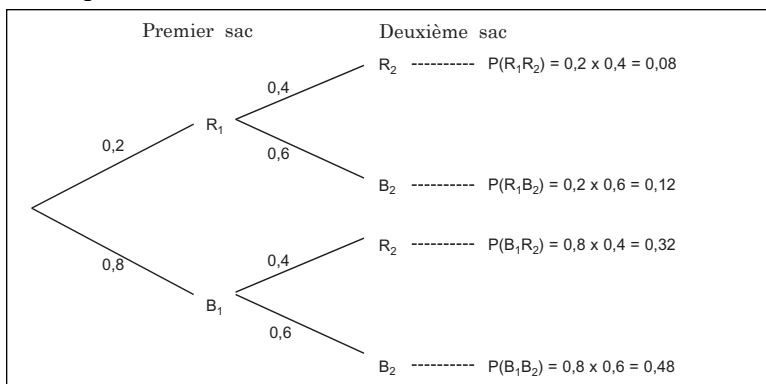 Premier sac Deuxième sac
R₂ ---------- P(R₁R₂) = 0,2 x 0,4 = 0,08
0,4
R₁
0,2
0,6
B₂ ---------- P(R₁B₂) = 0,2 x 0,6 = 0,12
R₂ ---------- P(B₁R₂) = 0,8 x 0,4 = 0,32
0,8
0,4
B₁
0,6
B₂ ---------- P(B₁B₂) = 0,8 x 0,6 = 0,48